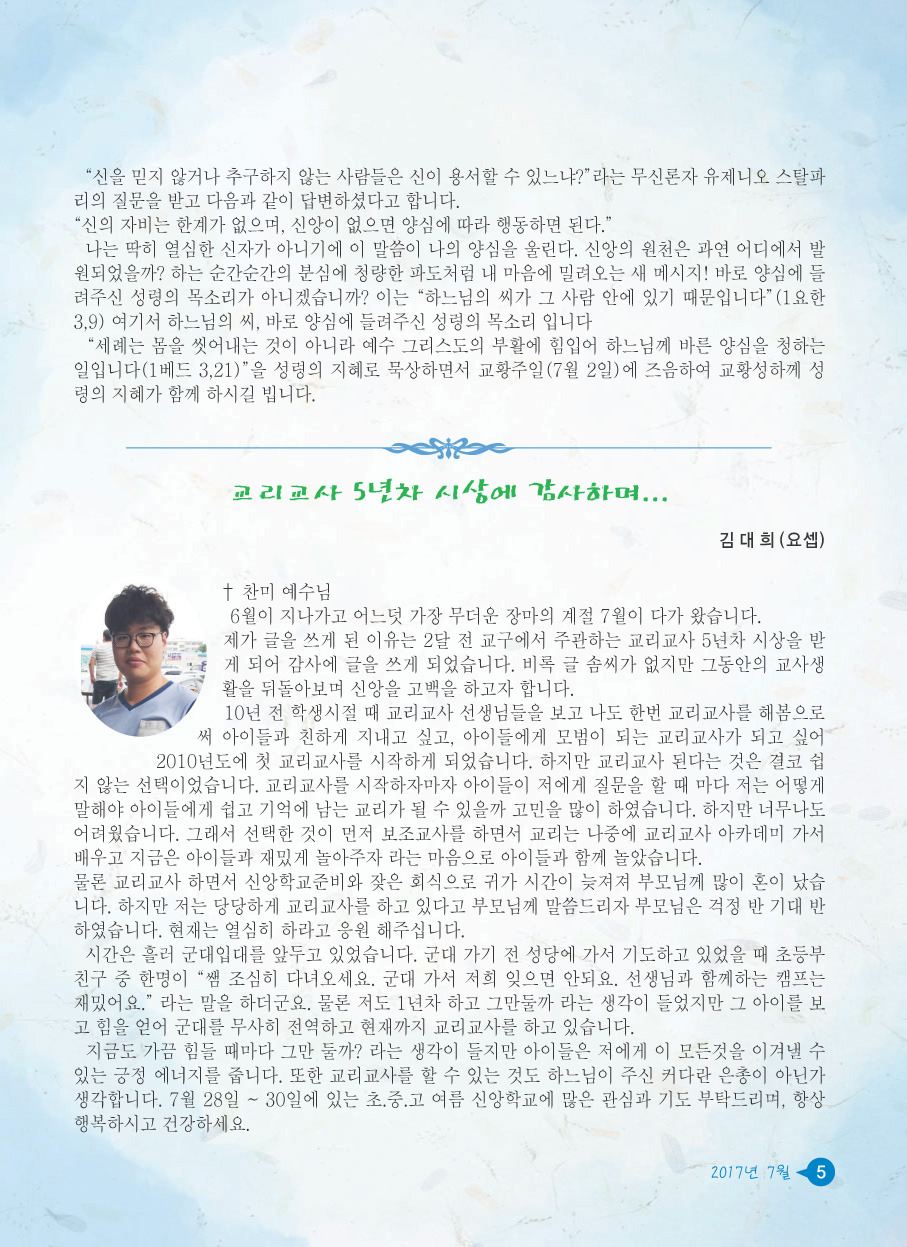 “신을 믿지 않거나 추구하지 않는 사람들은 신이 용서할 수 있느냐?”라는 무신론자 유제니오 스탈파
리의 질문을 받고 다음과 같이 답변하셨다고 합니다.
“신의 자비는 한계가 없으며, 신앙이 없으면 양심에 따라 행동하면 된다.”
나는 딱히 열심한 신자가 아니기에 이 말씀이 나의 양심을 울린다. 신앙의 원천은 과연 어디에서 발
원되었을까? 하는 순간순간의 분심에 청량한 파도처럼 내 마음에 밀려오는 새 메시지! 바로 양심에 들
려주신 성령의 목소리가 아니겠습니까? 이는 “하느님의 씨가 그 사람 안에 있기 때문입니다”(1요한
3,9) 여기서 하느님의 씨, 바로 양심에 들려주신 성령의 목소리 입니다
“세례는 몸을 씻어내는 것이 아니라 예수 그리스도의 부활에 힘입어 하느님께 바른 양심을 청하는
일입니다(1베드 3,21)”을 성령의 지혜로 묵상하면서 교황주일(7월 2일)에 즈음하여 교황성하께 성
령의 지혜가 함께 하시길 빕니다.
교리교사 5년차 시상에 감사하며...
김 대 희 (요셉)
† 찬미 예수님
6월이 지나가고 어느덧 가장 무더운 장마의 계절 7월이 다가 왔습니다.
제가 글을 쓰게 된 이유는 2달 전 교구에서 주관하는 교리교사 5년차 시상을 받
게 되어 감사에 글을 쓰게 되었습니다. 비록 글 솜씨가 없지만 그동안의 교사생
활을 뒤돌아보며 신앙을 고백을 하고자 합니다.
10년 전 학생시절 때 교리교사 선생님들을 보고 나도 한번 교리교사를 해봄으로
써 아이들과 친하게 지내고 싶고, 아이들에게 모범이 되는 교리교사가 되고 싶어
2010년도에 첫 교리교사를 시작하게 되었습니다. 하지만 교리교사 된다는 것은 결코 쉽
지 않는 선택이었습니다. 교리교사를 시작하자마자 아이들이 저에게 질문을 할 때 마다 저는 어떻게
말해야 아이들에게 쉽고 기억에 남는 교리가 될 수 있을까 고민을 많이 하였습니다. 하지만 너무나도
어려웠습니다. 그래서 선택한 것이 먼저 보조교사를 하면서 교리는 나중에 교리교사 아카데미 가서
배우고 지금은 아이들과 재밌게 놀아주자 라는 마음으로 아이들과 함께 놀았습니다.
물론 교리교사 하면서 신앙학교준비와 잦은 회식으로 귀가 시간이 늦져져 부모님께 많이 혼이 났습
니다. 하지만 저는 당당하게 교리교사를 하고 있다고 부모님께 말씀드리자 부모님은 걱정 반 기대 반
하였습니다. 현재는 열심히 하라고 응원 해주십니다.
시간은 흘러 군대입대를 앞두고 있었습니다. 군대 가기 전 성당에 가서 기도하고 있었을 때 초등부
친구 중 한명이 “쌤 조심히 다녀오세요. 군대 가서 저희 잊으면 안되요. 선생님과 함께하는 캠프는
재밌어요.” 라는 말을 하더군요. 물론 저도 1년차 하고 그만둘까 라는 생각이 들었지만 그 아이를 보
고 힘을 얻어 군대를 무사히 전역하고 현재까지 교리교사를 하고 있습니다.
지금도 가끔 힘들 때마다 그만 둘까? 라는 생각이 들지만 아이들은 저에게 이 모든것을 이겨낼 수
있는 긍정 에너지를 줍니다. 또한 교리교사를 할 수 있는 것도 하느님이 주신 커다란 은총이 아닌가
생각합니다. 7월 28일 ~ 30일에 있는 초.중.고 여름 신앙학교에 많은 관심과 기도 부탁드리며, 항상
행복하시고 건강하세요.
2017년 7월 5